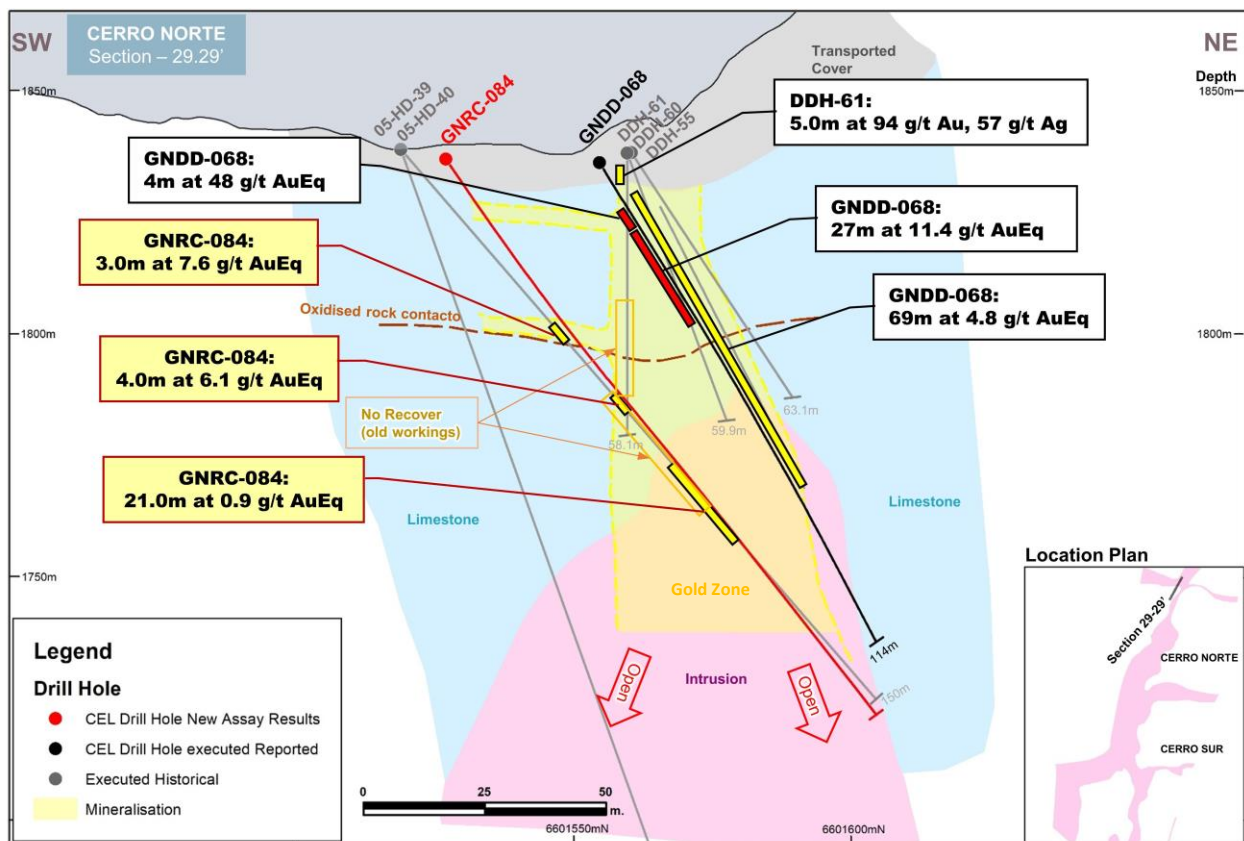 SW
CERRO NORTE
Section – 29.29'
NE
Depth
1850m
1850m
Transported
Cover
05-HD-39
05-HD-40
GNRC-084
GNDD-068
DDH-61
DDH-60
DDH-55
DDH-61:
5.0m at 94 g/t Au, 57 g/t Ag
GNDD-068:
4m at 48 g/t AuEq
GNDD-068:
27m at 11.4 g/t AuEq
GNRC-084:
3.0m at 7.6 g/t AuEq
GNDD-068:
69m at 4.8 g/t AuEq
Oxidised rock contacto
1800m
1800m
GNRC-084:
4.0m at 6.1 g/t AuEq
No Recover
(old workings)
58.1m
59.9m
63.1m
GNRC-084:
21.0m at 0.9 g/t AuEq
Limestone
Limestone
1750m
Gold Zone
114m
150m
Intrusion
Open
Open
Location Plan
Section 29-29'
CERRO NORTE
CERRO SUR
Legend
Drill Hole
CEL Drill Hole New Assay Results
CEL Drill Hole executed Reported
Executed Historical
Mineralisation
0
25
50
m.
6601550mN
6601600mN